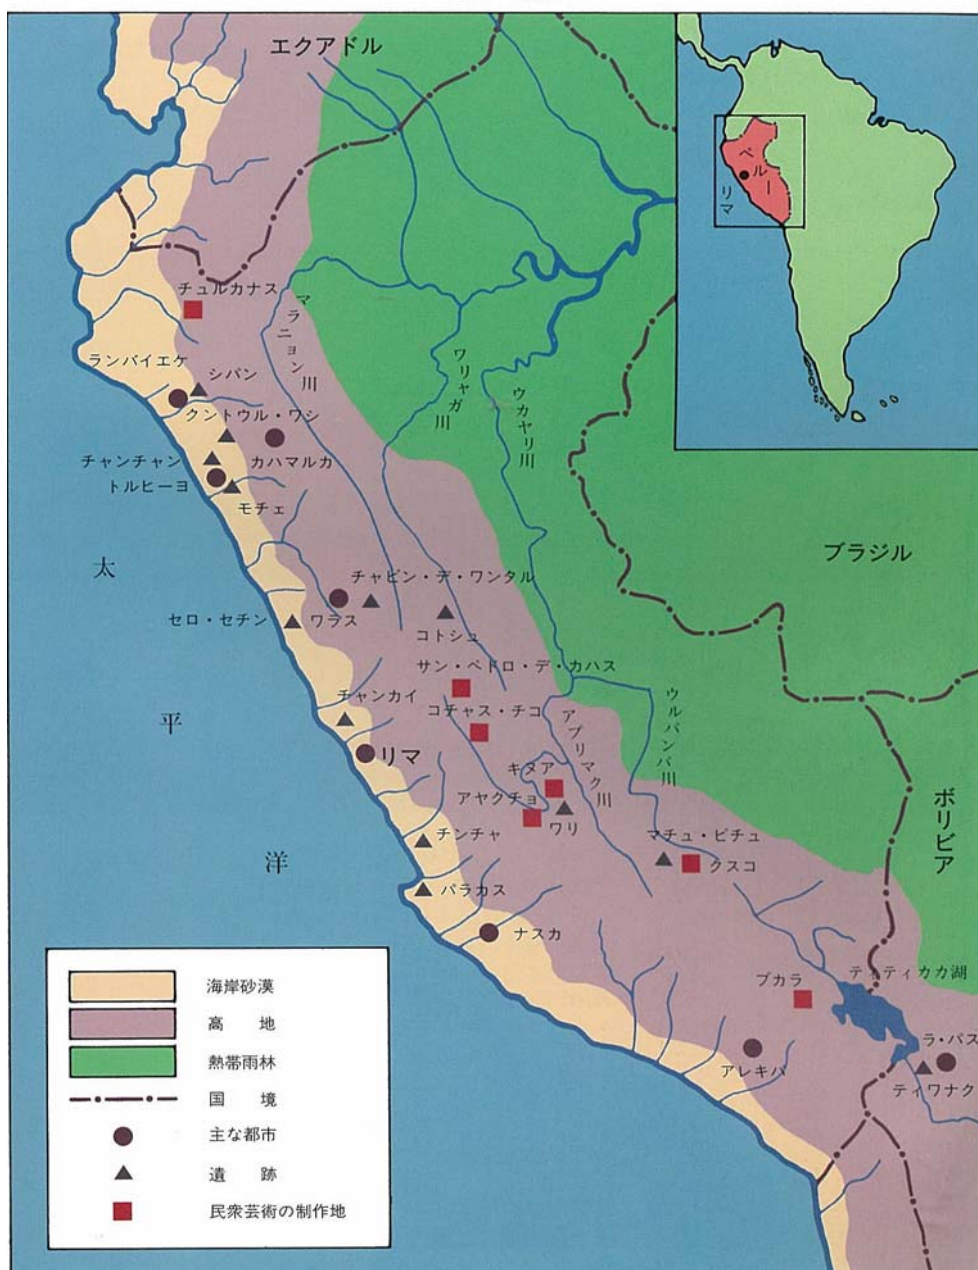 エクアドル
ペルー
リマ
チュルカナス
マラニョン川
ランバイエケ
シパン
ワリャガ川
ウカヤリ川
クントウル・ワシ
チャンチャン
カハマルカ
トルヒーヨ
モチェ
ブラジル
太平洋
チャビン・デ・ワンタル
セロ・セチン
ワラス
コトシュ
サン・ペドロ・デ・カハス
チャンカイ
コチャス・チコ
アプリマク川
ウルバンバ川
リマ
キヌア
アヤクチョ
ワリ
ボリビア
チンチャ
マチュ・ピチュ
クスコ
パラカス
ナスカ
プカラ
ティティカカ湖
ラ・パス
アレキパ
ティワナク
海岸砂漠
高地
熱帯雨林
国境
主な都市
遺跡
民衆芸術の制作地